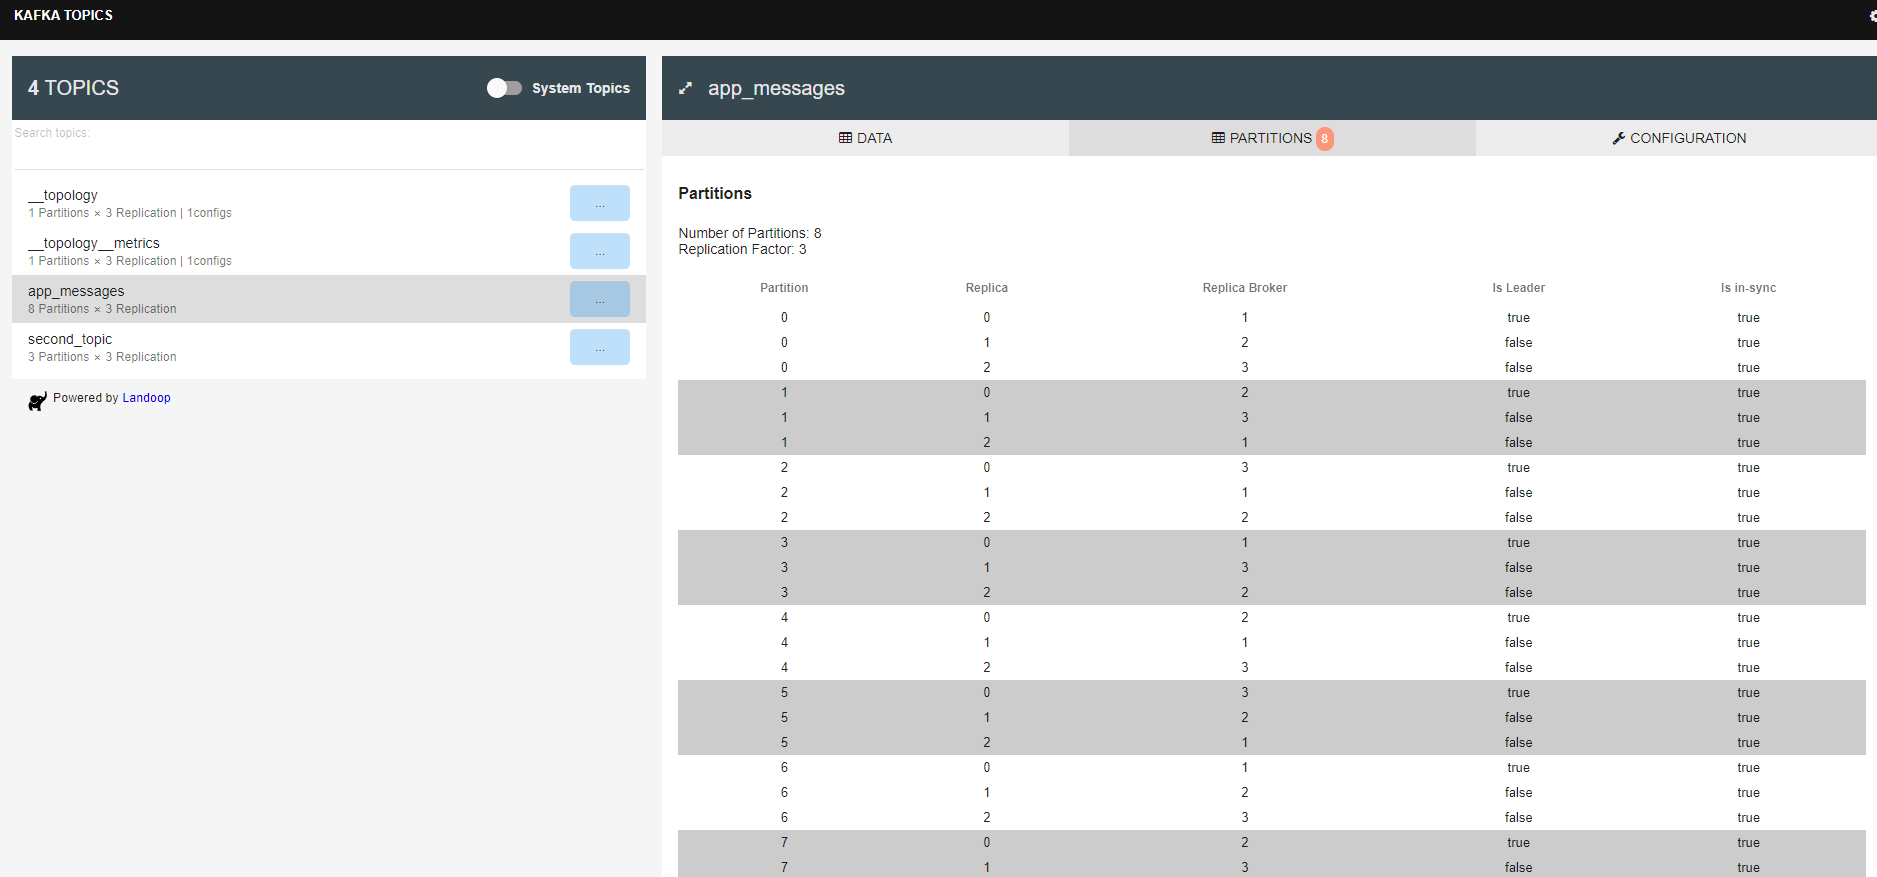 KAFKA TOPICS
4 TOPICS
System Topics
Search topics:
__topology
1 Partitions × 3 Replication | 1configs
...
__topology__metrics
1 Partitions × 3 Replication | 1configs
...
app_messages
8 Partitions × 3 Replication
...
second_topic
3 Partitions × 3 Replication
...
Powered by Landoop
app_messages
DATA
PARTITIONS 8
CONFIGURATION
Partitions
Number of Partitions: 8
Replication Factor: 3
Partition Replica Replica Broker Is Leader Is in-sync
0 0 1 true true
0 1 2 false true
0 2 3 false true
1 0 2 true true
1 1 3 false true
1 2 1 false true
2 0 3 true true
2 1 1 false true
2 2 2 false true
3 0 1 true true
3 1 3 false true
3 2 2 false true
4 0 2 true true
4 1 1 false true
4 2 3 false true
5 0 3 true true
5 1 2 false true
5 2 1 false true
6 0 1 true true
6 1 2 false true
6 2 3 false true
7 0 2 true true
7 1 3 false true